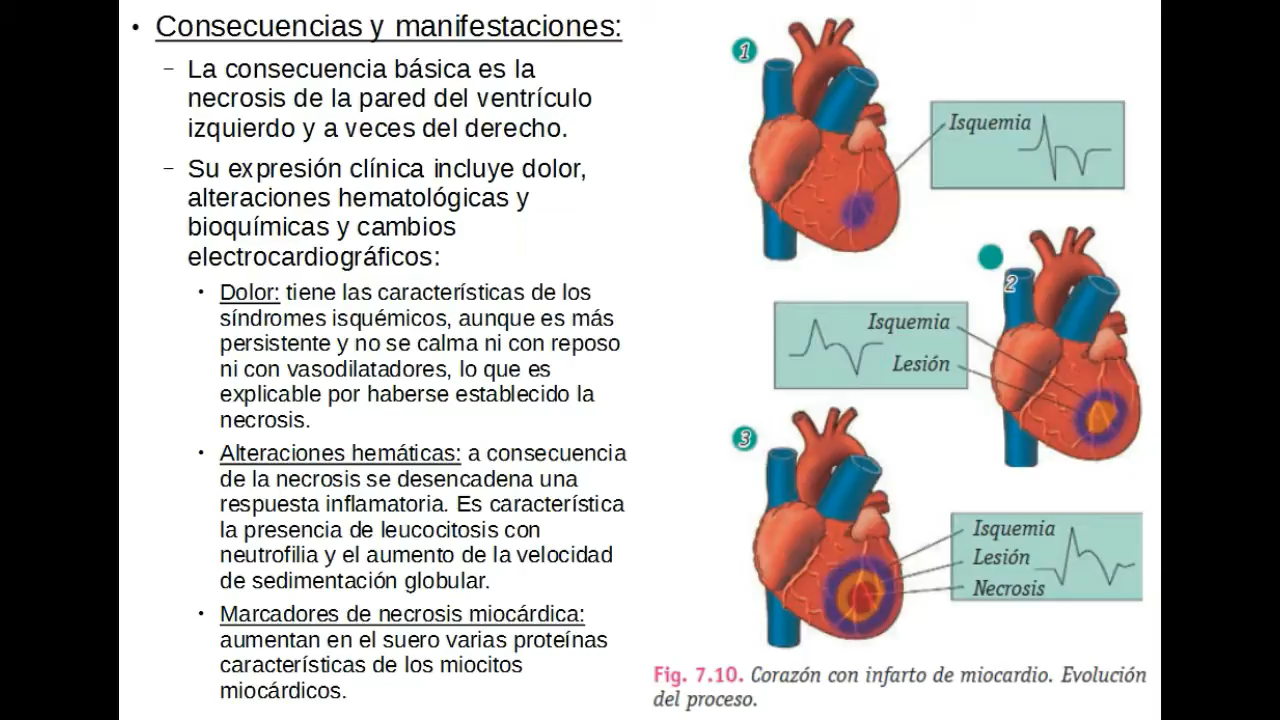 • Consecuencias y manifestaciones:
– La consecuencia básica es la
necrosis de la pared del ventrículo
izquierdo y a veces del derecho.
– Su expresión clínica incluye dolor,
alteraciones hematológicas y
bioquímicas y cambios
electrocardiográficos:
• Dolor: tiene las características de los
síndromes isquémicos, aunque es más
persistente y no se calma ni con reposo
ni con vasodilatadores, lo que es
explicable por haberse establecido la
necrosis.
• Alteraciones hemáticas: a consecuencia
de la necrosis se desencadena una
respuesta inflamatoria. Es característica
la presencia de leucocitosis con
neutrofilia y el aumento de la velocidad
de sedimentación globular.
• Marcadores de necrosis miocárdica:
aumentan en el suero varias proteínas
características de los miocitos
miocárdicos.
1
Isquemia
2
Isquemia
Lesión
3
Isquemia
Lesión
Necrosis
Fig. 7.10. Corazón con infarto de miocardio. Evolución
del proceso.